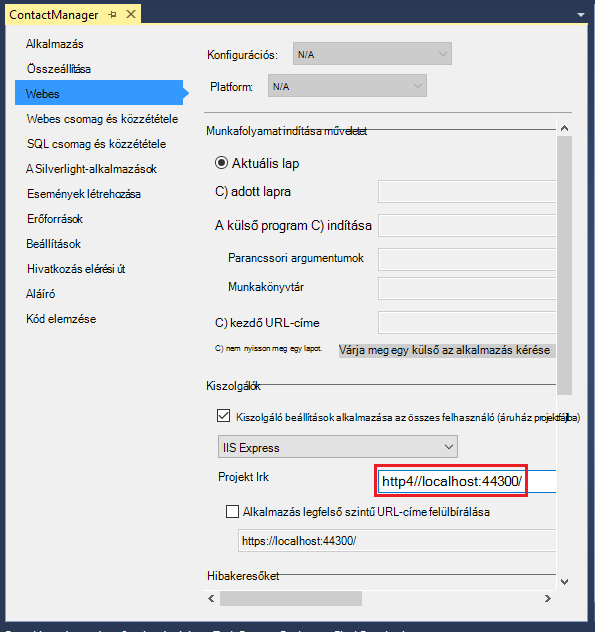 ContactManager
Alkalmazás
Összeállítása
Webes
Webes csomag és közzététele
SQL csomag és közzététele
A Silverlight-alkalmazások
Események létrehozása
Erőforrások
Beállítások
Hivatkozás elérési út
Aláíró
Kód elemzése
Konfigurációs: N/A
Platform: N/A
Munkafolyamat indítása műveletet
Aktuális lap
C) adott lapra
A külső program C) indítása
Parancssori argumentumok
Munkakönyvtár
C) kezdő URL-címe
C) nem nyisson meg egy lapot. Várja meg egy külső az alkalmazás kérése
Kiszolgálók
Kiszolgáló beállítások alkalmazása az összes felhasználó (áruház
IIS Express
Projekt Irk http4//localhost:44300/
Alkalmazás legfelső szintű URL-címe felülbírálása
https://localhost:44300/
Hibakeresőket